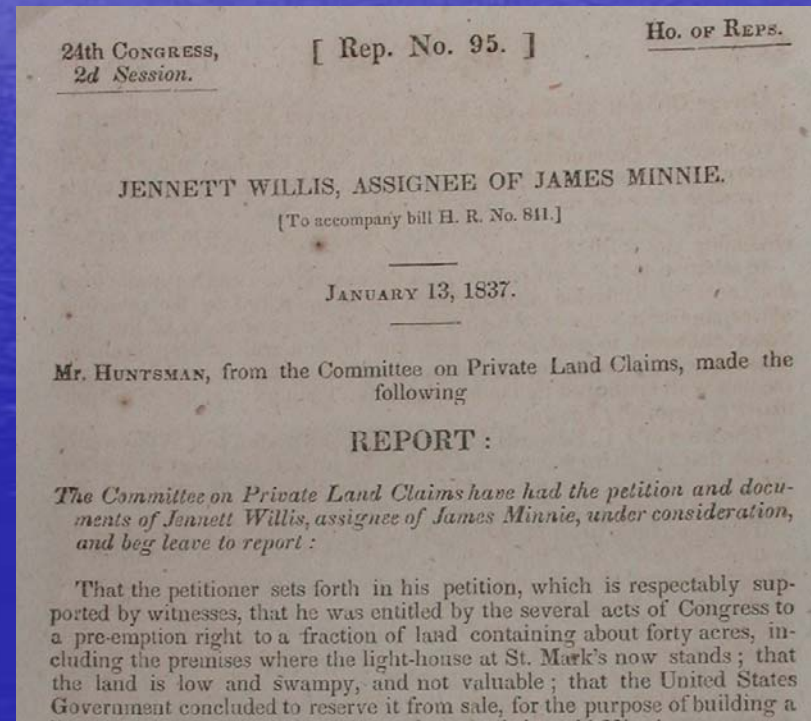 24th CONGRESS,
2d Session.
[ Rep. No. 95. ]
Ho. OF REPS.
JENNETT WILLIS, ASSIGNEE OF JAMES MINNIE.
[To accompany bill H. R. No. 811.]
JANUARY 13, 1837.
Mr. HUNTSMAN, from the Committee on Private Land Claims, made the
following
REPORT :
The Committee on Private Land Claims have had the petition and docu-
ments of Jennett Willis, assignee of James Minnie, under consideration,
and beg leave to report :
That the petitioner sets forth in his petition, which is respectably sup-
ported by witnesses, that he was entitled by the several acts of Congress to
a pre-emption right to a fraction of land containing about forty acres, in-
cluding the premises where the light-house at St. Mark's now stands ; that
the land is low and swampy, and not valuable ; that the United States
Government concluded to reserve it from sale, for the purpose of building a